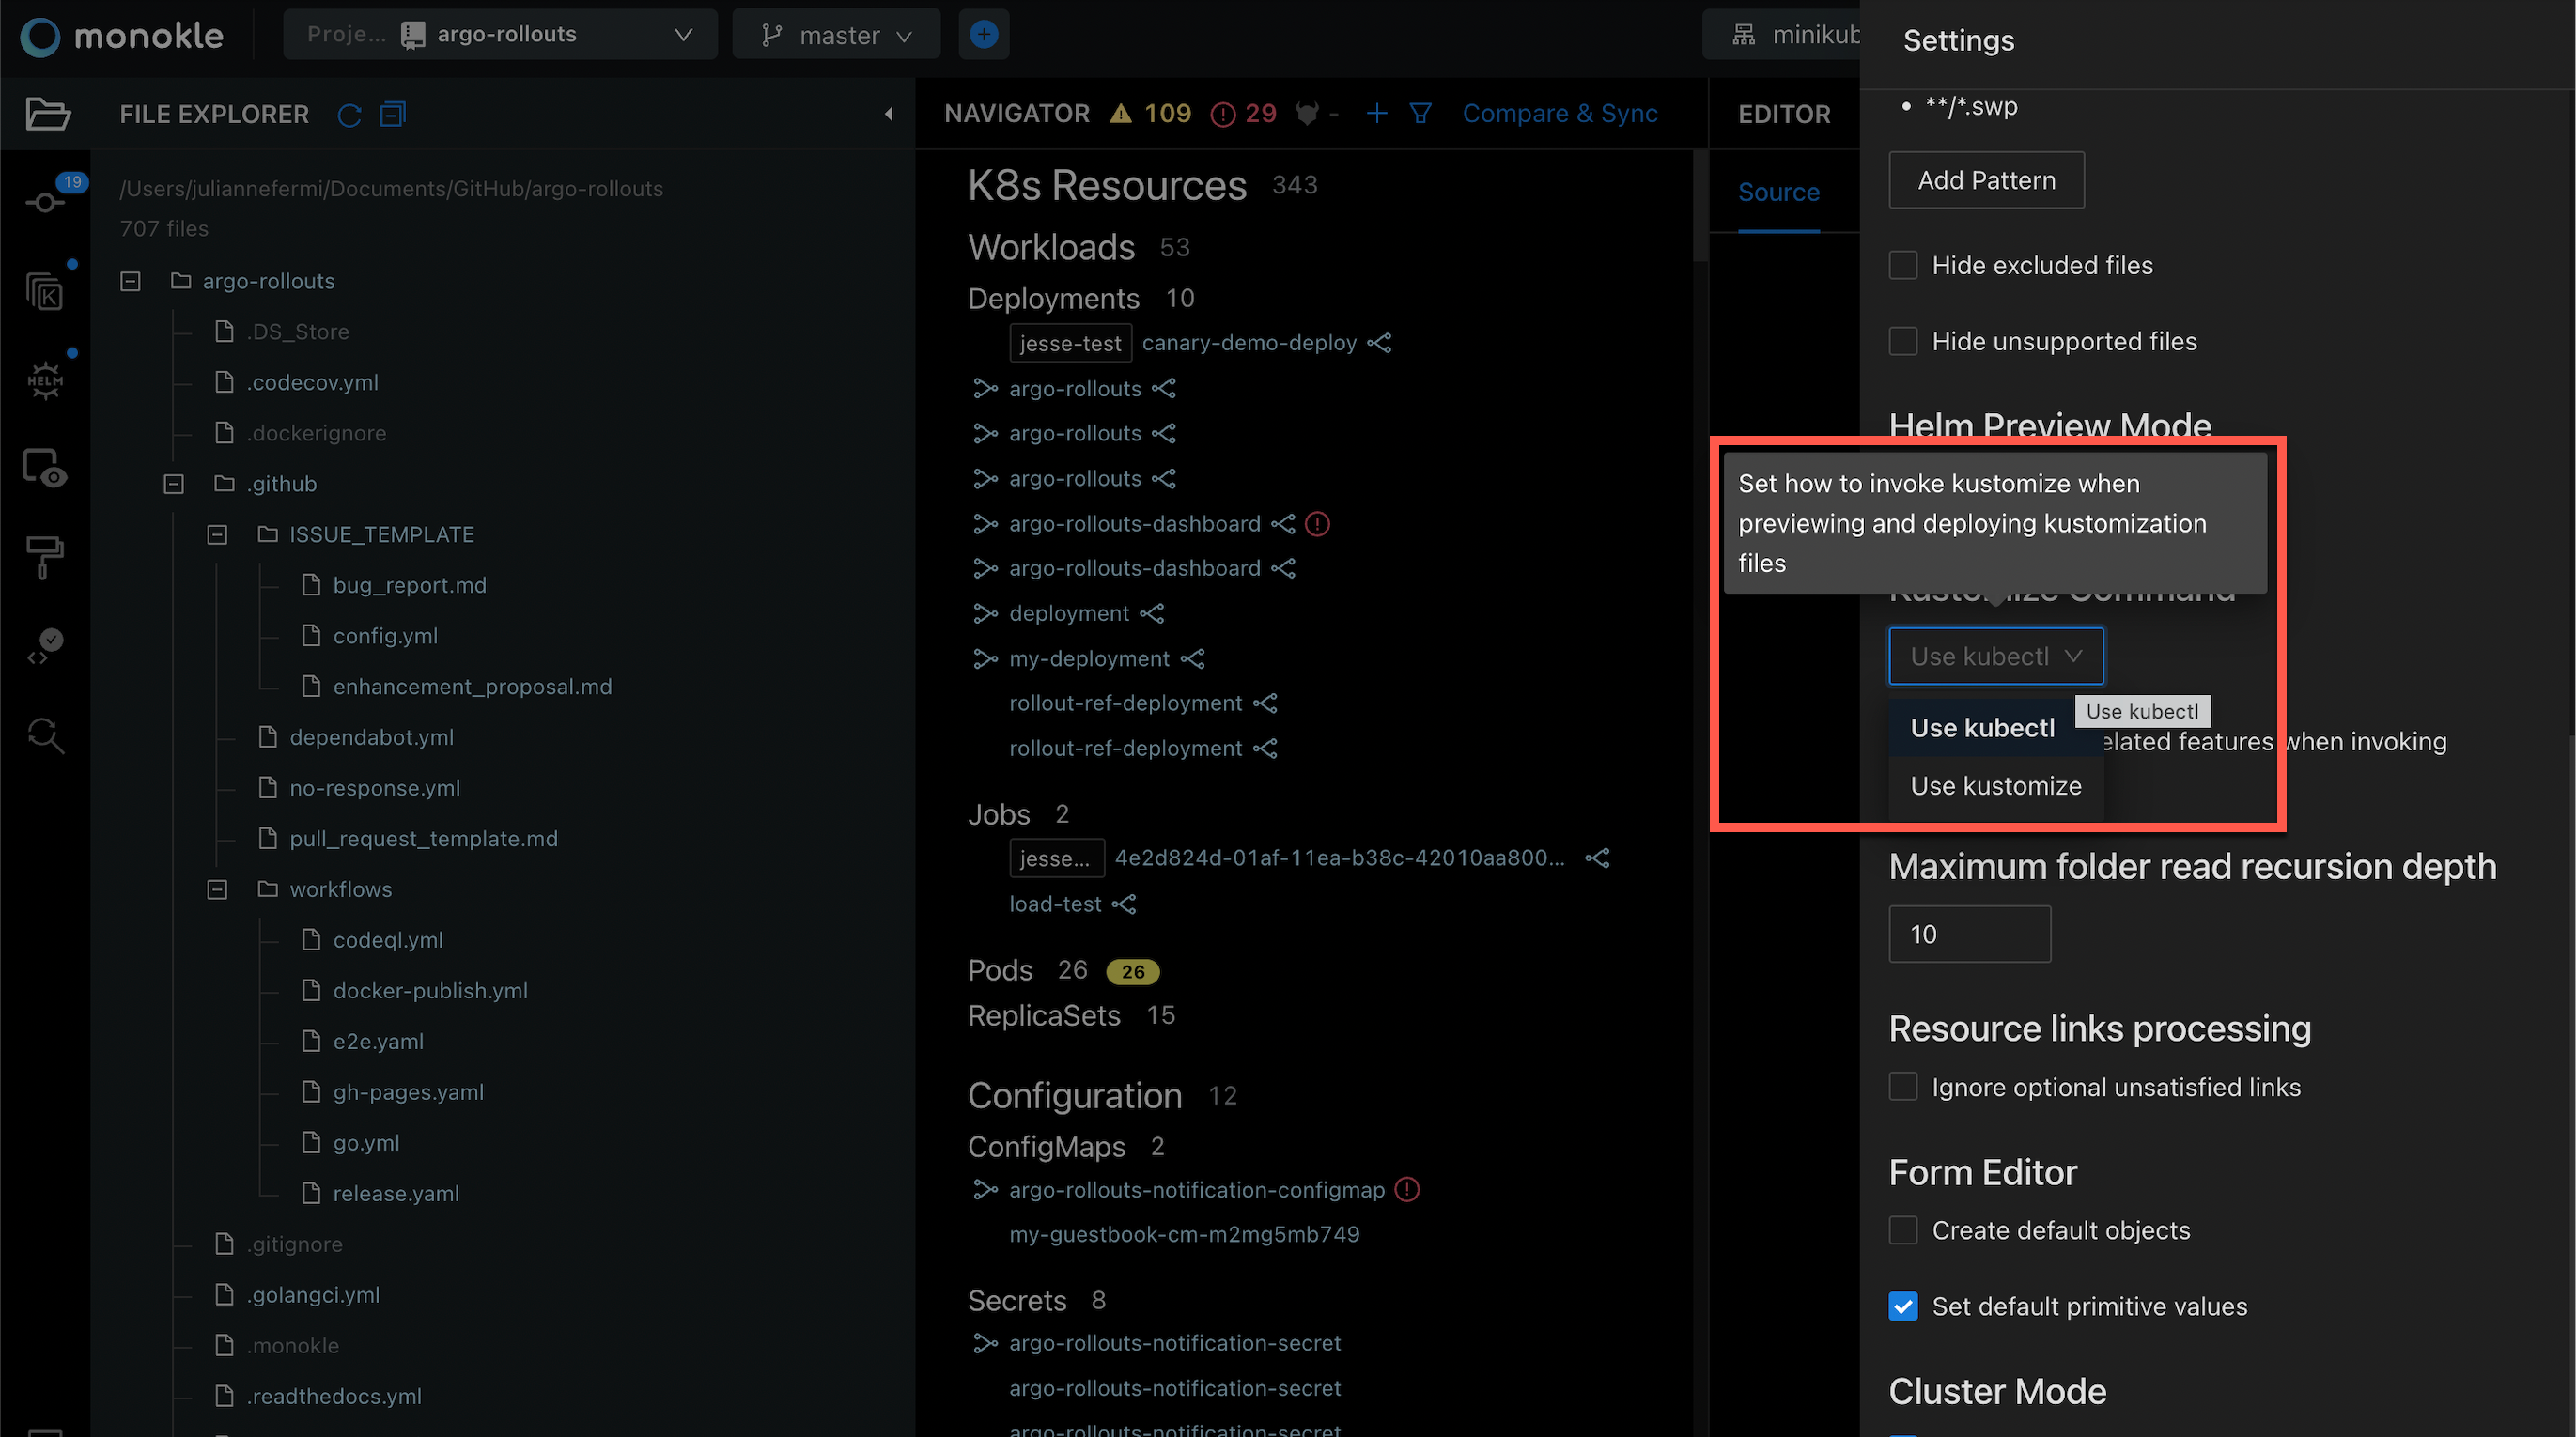 monokle
Proje... argo-rollouts
master
minikub
Settings
FILE EXPLORER
19
/Users/juliannefermi/Documents/GitHub/argo-rollouts
707 files
argo-rollouts
.DS_Store
.codecov.yml
.dockerignore
.github
ISSUE_TEMPLATE
bug_report.md
config.yml
enhancement_proposal.md
dependabot.yml
no-response.yml
pull_request_template.md
workflows
codeql.yml
docker-publish.yml
e2e.yaml
gh-pages.yaml
go.yml
release.yaml
.gitignore
.golangci.yml
.monokle
.readthedocs.yml
K
HELM
NAVIGATOR 109 29 - Compare & Sync
K8s Resources 343
Workloads 53
Deployments 10
jesse-test canary-demo-deploy
argo-rollouts
argo-rollouts
argo-rollouts
argo-rollouts-dashboard
argo-rollouts-dashboard
deployment
my-deployment
rollout-ref-deployment
rollout-ref-deployment
Jobs 2
jesse... 4e2d824d-01af-11ea-b38c-42010aa800...
load-test
Pods 26 26
ReplicaSets 15
Configuration 12
ConfigMaps 2
argo-rollouts-notification-configmap
my-guestbook-cm-m2mg5mb749
Secrets 8
argo-rollouts-notification-secret
argo-rollouts-notification-secret
argo-rollouts-notification-secret
EDITOR
Source
**/*.swp
Add Pattern
Hide excluded files
Hide unsupported files
Helm Preview Mode
Set how to invoke kustomize when
previewing and deploying kustomization
files
Kustomize Command
Use kubectl
Use kubectl
Use kubectl
elated features when invoking
Use kustomize
Maximum folder read recursion depth
10
Resource links processing
Ignore optional unsatisfied links
Form Editor
Create default objects
Set default primitive values
Cluster Mode